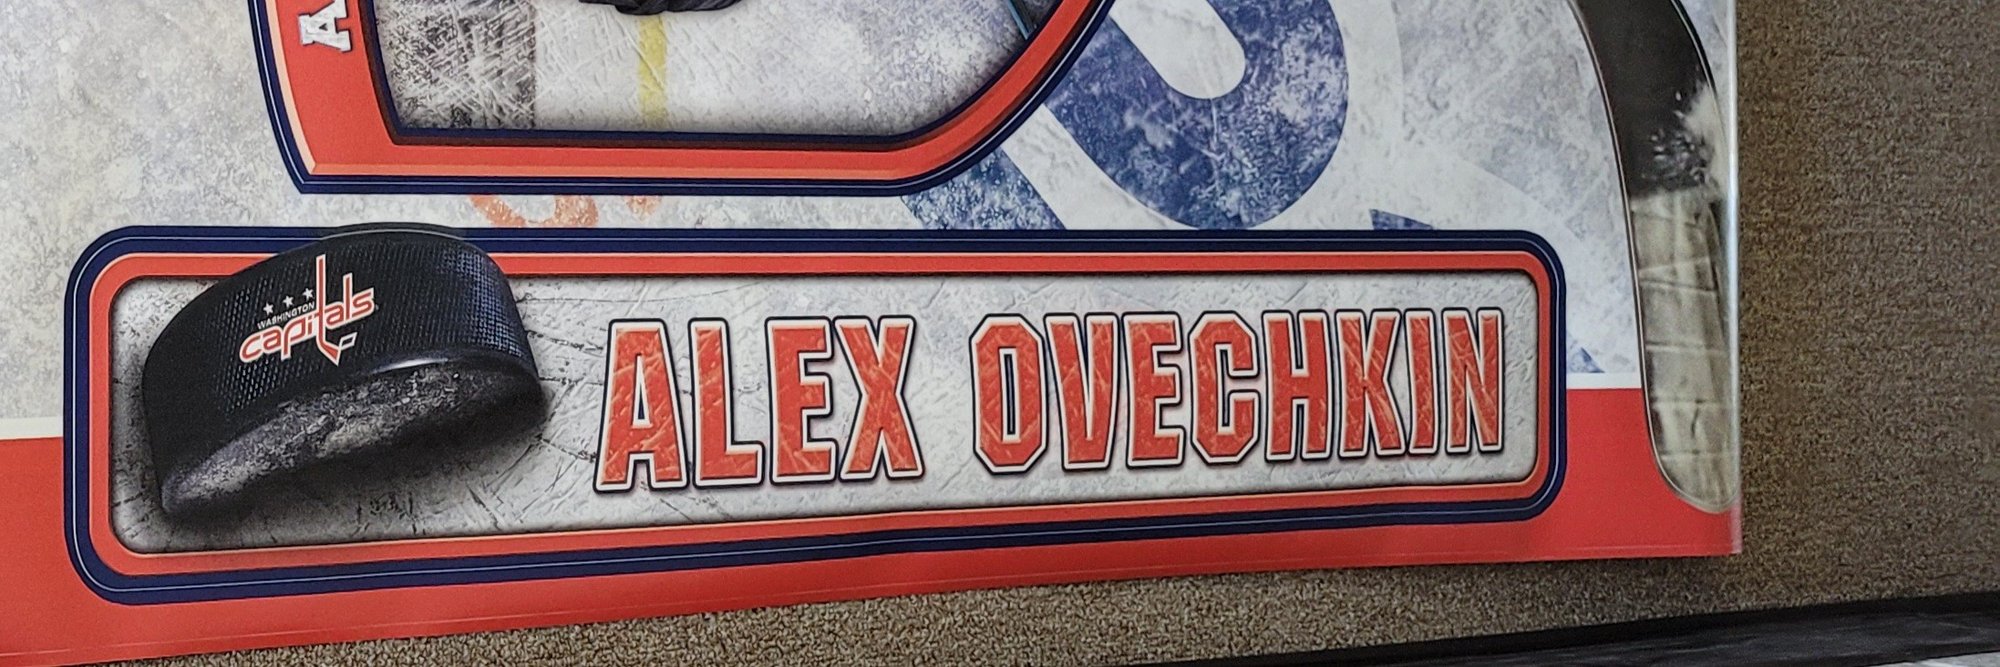 A
WASHINGTON
capitals
ALEX OVECHKIN